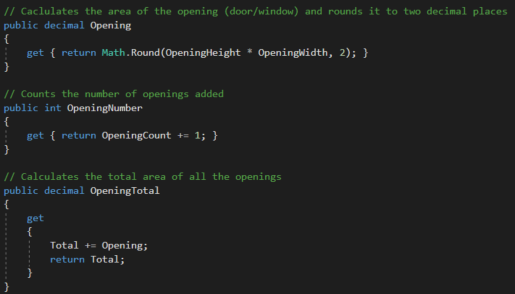 // Caclulates the area of the opening (door/window) and rounds it to two decimal places
public decimal Opening
{
get { return Math.Round(OpeningHeight * OpeningWidth, 2); }
}
// Counts the number of openings added
public int OpeningNumber
{
get { return OpeningCount += 1; }
}
// Calculates the total area of all the openings
public decimal OpeningTotal
{
get
{
Total += Opening;
return Total;
}
}